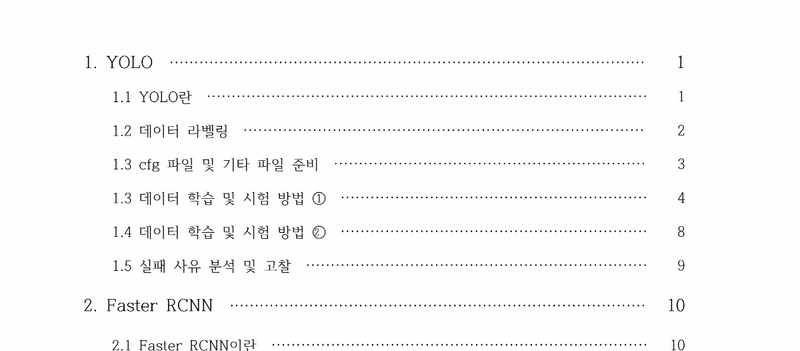 1. YOLO ································ 1
1.1 YOLO란 ································ 1
1.2 데이터 라벨링 ································ 2
1.3 cfg 파일 및 기타 파일 준비 ································ 3
1.3 데이터 학습 및 시험 방법 ① ································ 4
1.4 데이터 학습 및 시험 방법 ② ································ 8
1.5 실패 사유 분석 및 고찰 ································ 9
2. Faster RCNN ································ 10
2.1 Faster RCNN이란 ································ 10